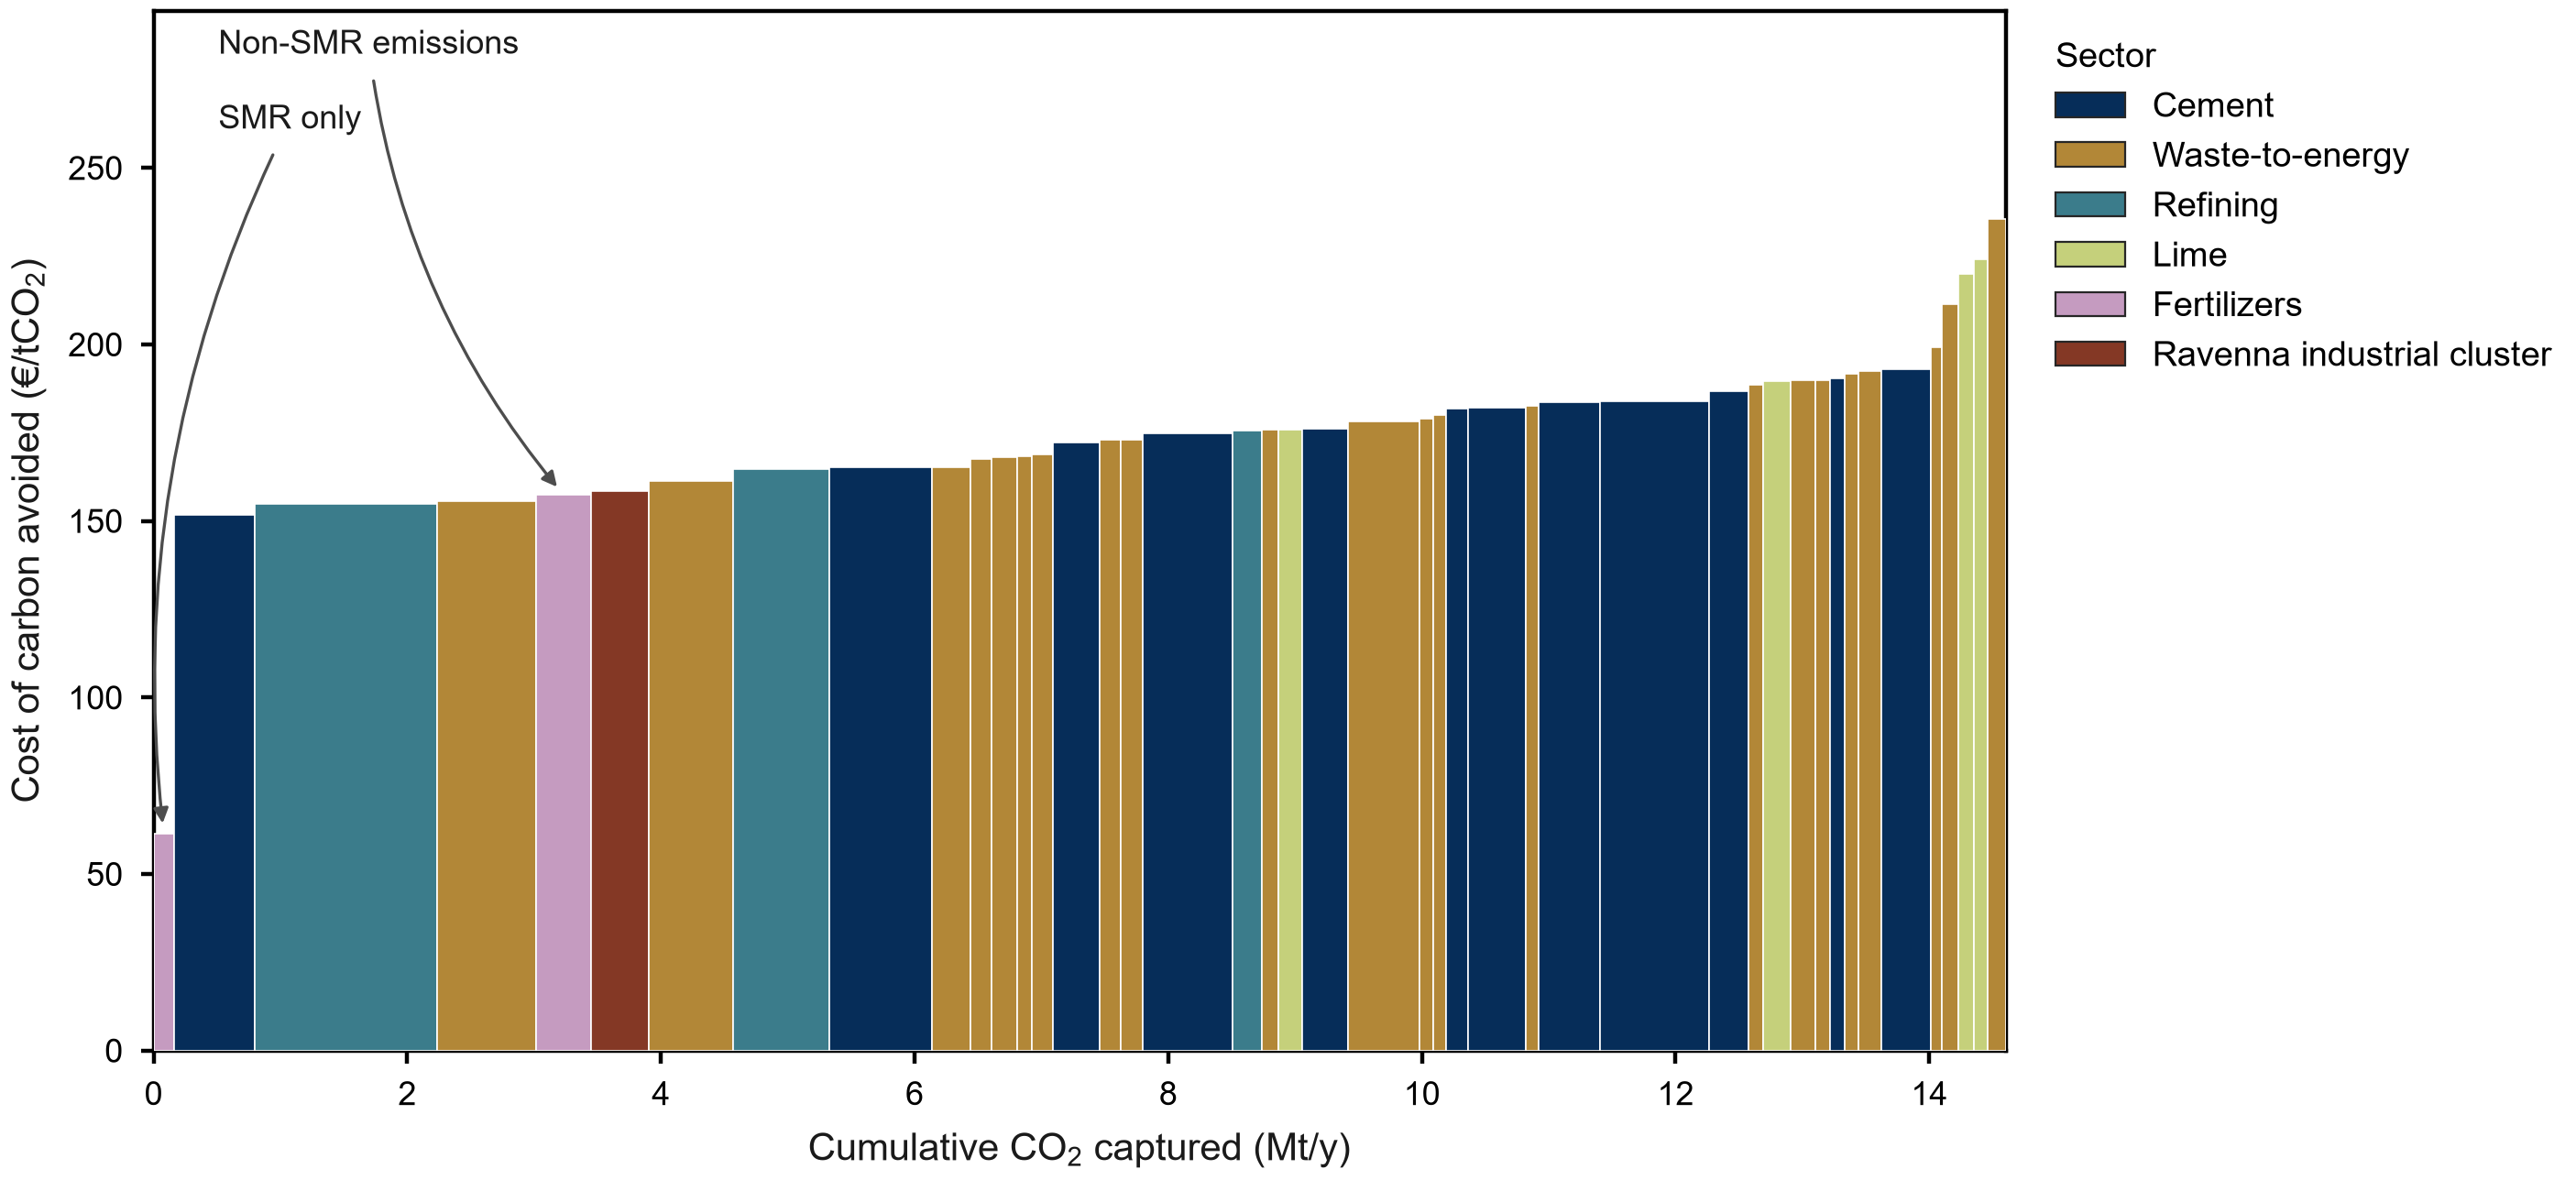 Non-SMR emissions
SMR only
Sector
Cement
Waste-to-energy
Refining
Lime
Fertilizers
Ravenna industrial cluster
Cost of carbon avoided (€/tCO₂)
250
200
150
100
50
0
0 2 4 6 8 10 12 14
Cumulative CO₂ captured (Mt/y)